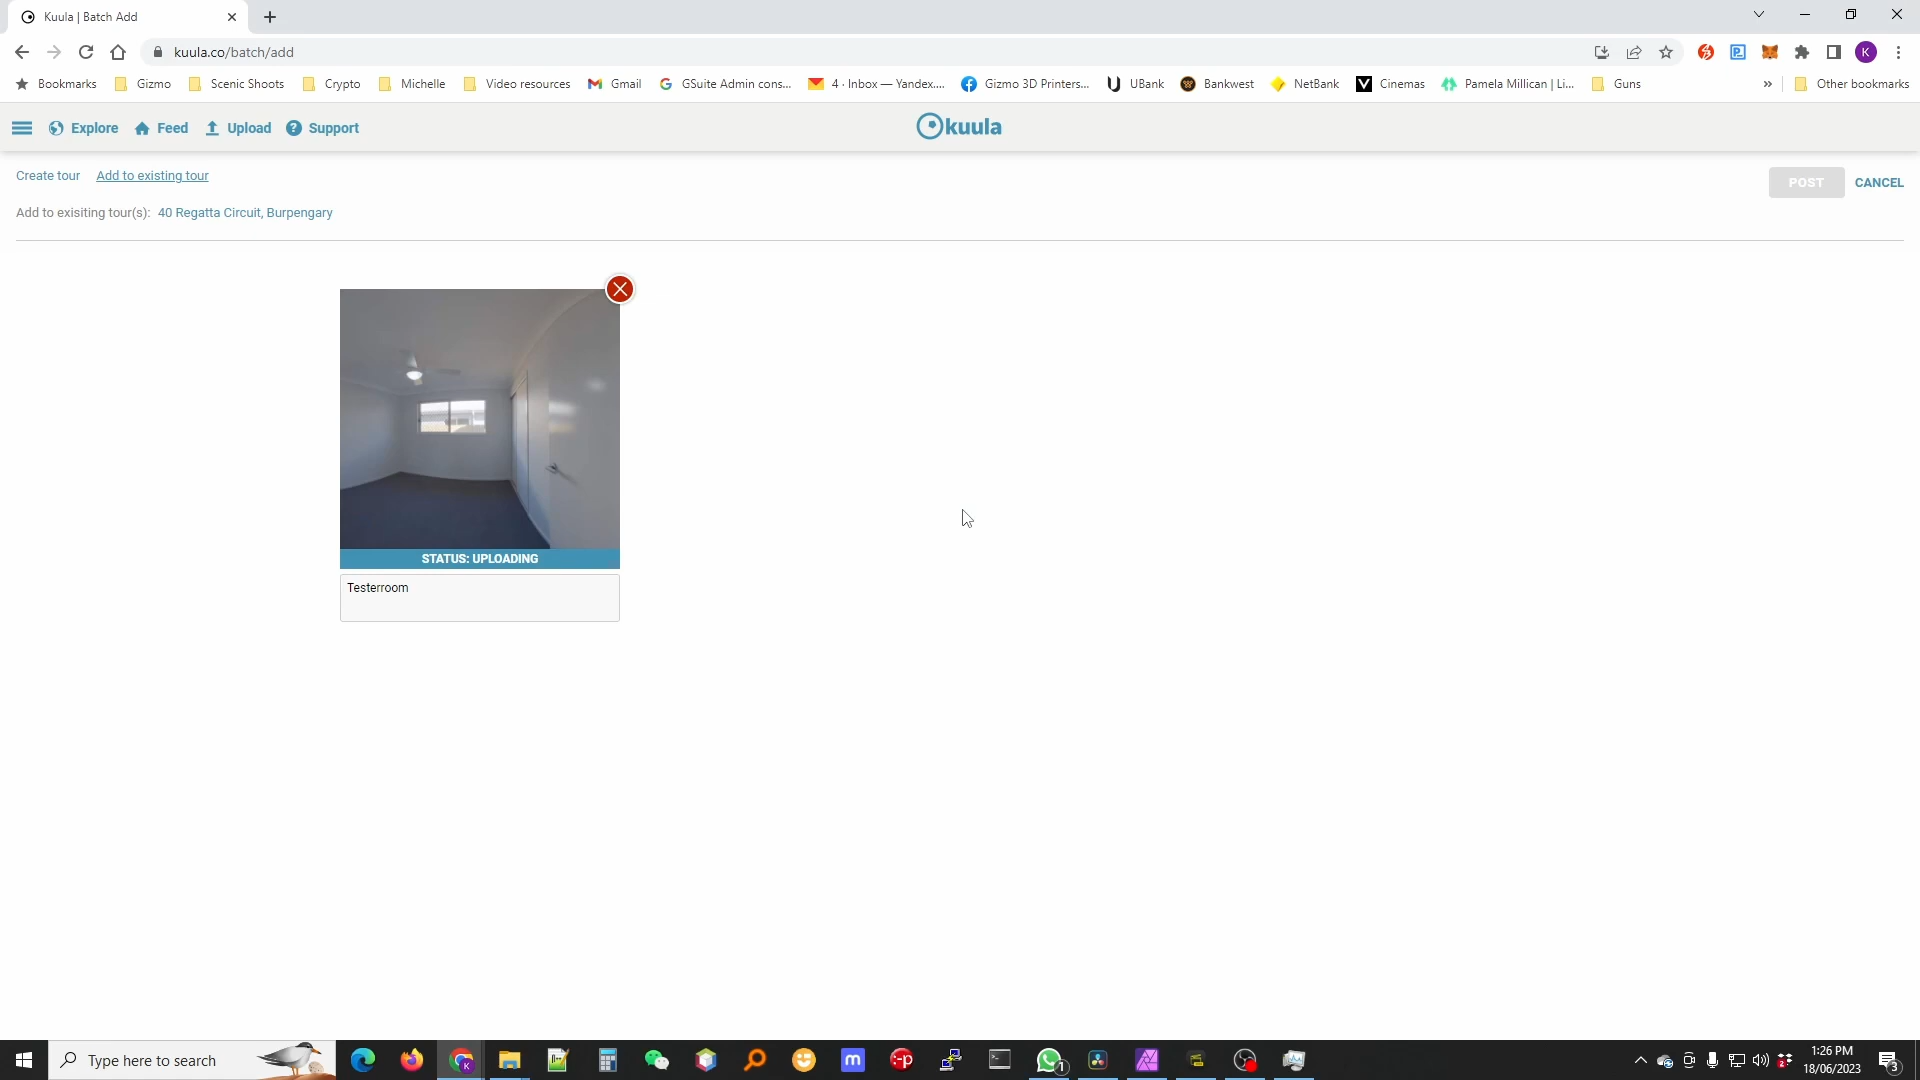 Kuula | Batch Add
kuula.co/batch/add
Bookmarks Gizmo Scenic Shoots Crypto Michelle Video resources Gmail GSuite Admin cons... 4 · Inbox — Yandex.... Gizmo 3D Printers... UBank Bankwest NetBank Cinemas Pamela Millican | Li... Guns » Other bookmarks
Explore Feed Upload Support
kuula
Create tour Add to existing tour
POST CANCEL
Add to exisiting tour(s): 40 Regatta Circuit, Burpengary
STATUS: UPLOADING
Testerroom
Type here to search
1:26 PM
18/06/2023